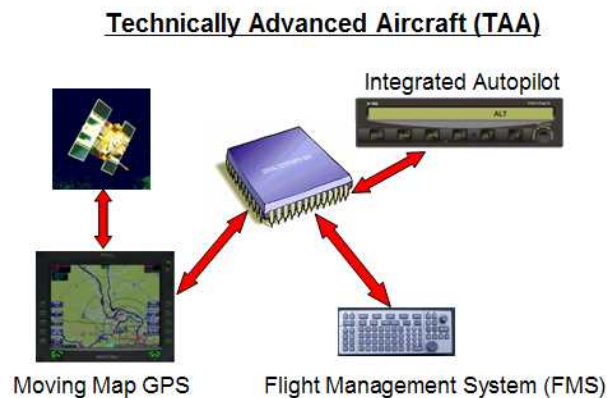 Technically Advanced Aircraft (TAA)
Integrated Autopilot
ALT
Moving Map GPS
Flight Management System (FMS)